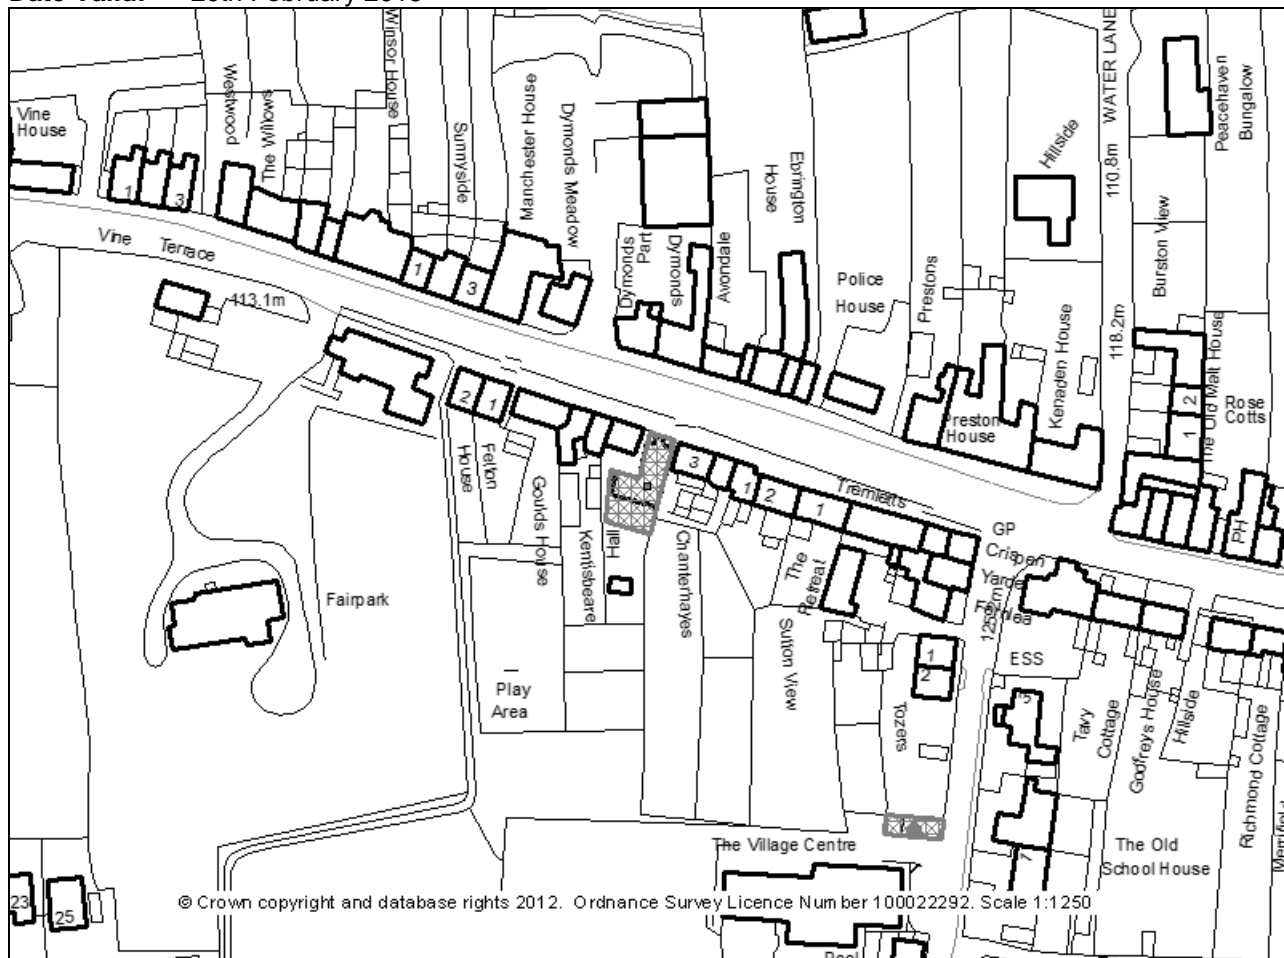 Vine
House
1
3
Westwood
The Willows
Winsor House
Sunnyside
Manchester House
Dymonds Meadow
1
3
Vine Terrace
113.1m
Dymonds
Part
Dymonds
Avondale
House
Ebrington
Police
House
Prestons
Hillside
WATER LANE
110.8m
Peacehaven
Bungalow
Burston View
118.2m
Kenaden House
Preston
House
The Old Malt House
2
1
Rose
Cotts
PH
2
1
House
Felton
Goulds House
Kentisbeare
Hall
3
1
2
1
Tremletts
Chanterhayes
The
Retreat
GP
Crispen
Yarde
Fernlea
Fairpark
Play
Area
Sutton View
1
2
Tozers
ESS
5
Tavy
Cottage
Godfreys House
Hillside
Richmond Cottage
Merrifield
The Village Centre
The Old
School House
7
23
25
© Crown copyright and database rights 2012. Ordnance Survey Licence Number 100022292. Scale 1:1250